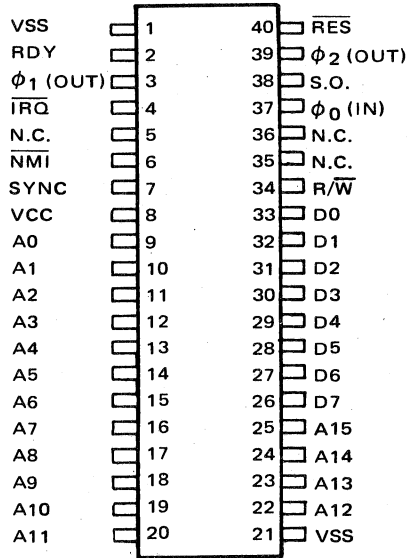 VSS 1 40 R̅E̅S̅
RDY 2 39 ϕ2 (OUT)
ϕ1 (OUT) 3 38 S.O.
I̅R̅Q̅ 4 37 ϕ0 (IN)
N.C. 5 36 N.C.
N̅M̅I̅ 6 35 N.C.
SYNC 7 34 R/W̅
VCC 8 33 D0
A0 9 32 D1
A1 10 31 D2
A2 11 30 D3
A3 12 29 D4
A4 13 28 D5
A5 14 27 D6
A6 15 26 D7
A7 16 25 A15
A8 17 24 A14
A9 18 23 A13
A10 19 22 A12
A11 20 21 VSS